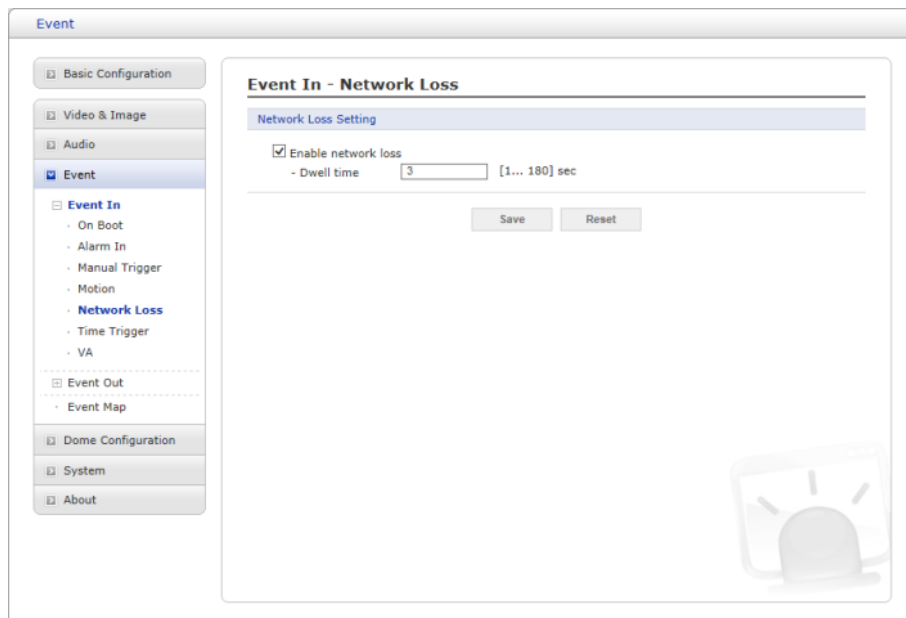 Event
Basic Configuration
Video & Image
Audio
Event
Event In
On Boot
Alarm In
Manual Trigger
Motion
Network Loss
Time Trigger
VA
Event Out
Event Map
Dome Configuration
System
About
Event In - Network Loss
Network Loss Setting
Enable network loss
- Dwell time 3 [1... 180] sec
Save Reset